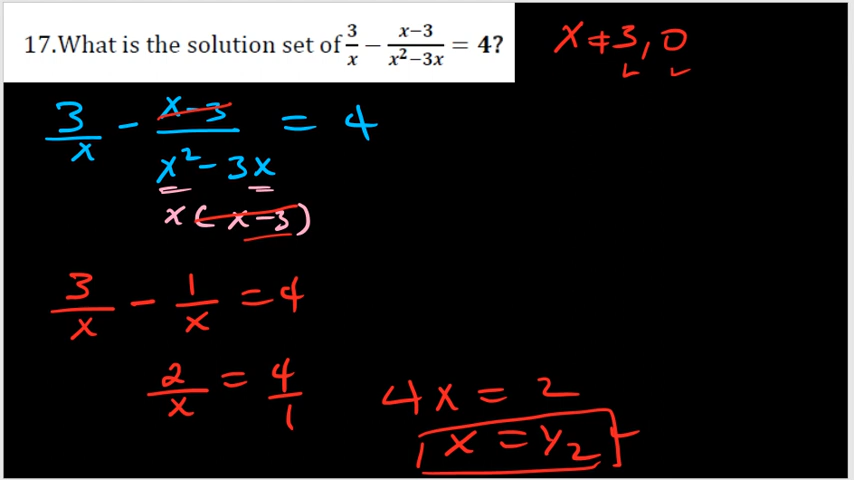 17.What is the solution set of 3/x − (x−3)/(x²−3x) = 4?
x ≠ 3, 0
3/x − (x−3)/(x²−3x) = 4
x(x−3)
3/x − 1/x = 4
2/x = 4/1
4x = 2
x = 1/2